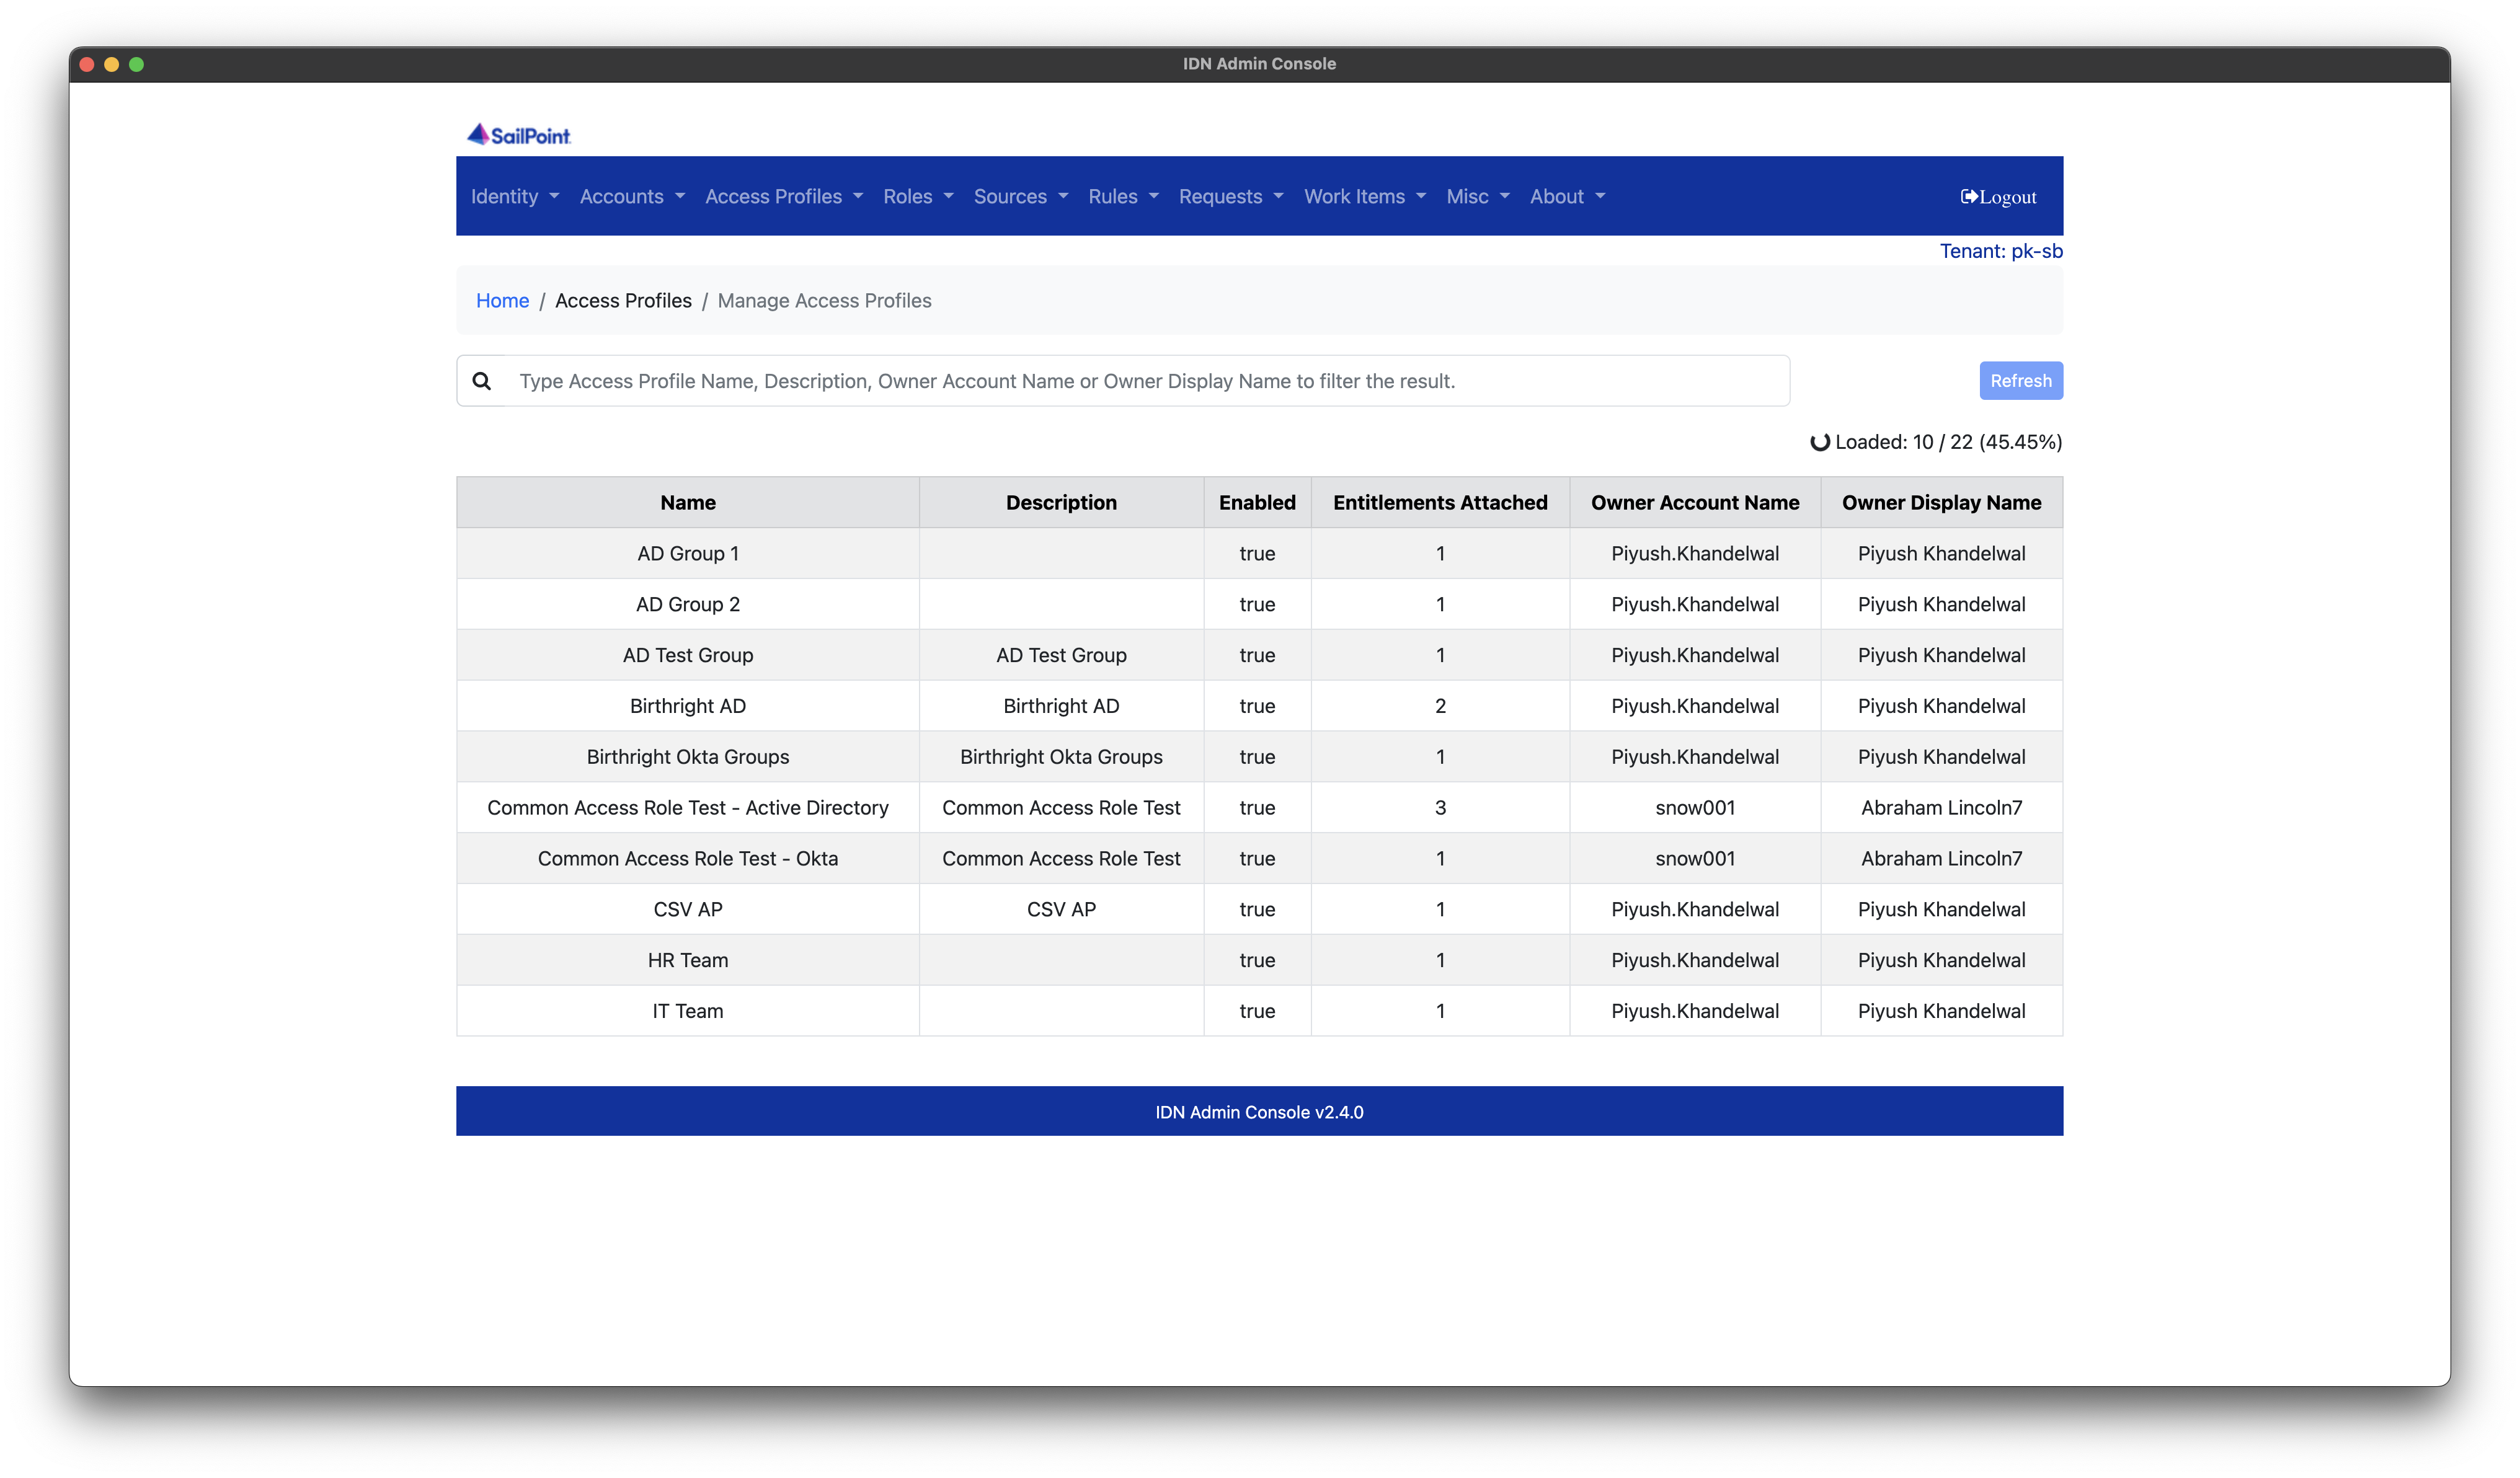 IDN Admin Console
SailPoint
Identity Accounts Access Profiles Roles Sources Rules Requests Work Items Misc About Logout
Tenant: pk-sb
Home / Access Profiles / Manage Access Profiles
Type Access Profile Name, Description, Owner Account Name or Owner Display Name to filter the result. Refresh
Loaded: 10 / 22 (45.45%)
Name Description Enabled Entitlements Attached Owner Account Name Owner Display Name
AD Group 1 true 1 Piyush.Khandelwal Piyush Khandelwal
AD Group 2 true 1 Piyush.Khandelwal Piyush Khandelwal
AD Test Group AD Test Group true 1 Piyush.Khandelwal Piyush Khandelwal
Birthright AD Birthright AD true 2 Piyush.Khandelwal Piyush Khandelwal
Birthright Okta Groups Birthright Okta Groups true 1 Piyush.Khandelwal Piyush Khandelwal
Common Access Role Test - Active Directory Common Access Role Test true 3 snow001 Abraham Lincoln7
Common Access Role Test - Okta Common Access Role Test true 1 snow001 Abraham Lincoln7
CSV AP CSV AP true 1 Piyush.Khandelwal Piyush Khandelwal
HR Team true 1 Piyush.Khandelwal Piyush Khandelwal
IT Team true 1 Piyush.Khandelwal Piyush Khandelwal
IDN Admin Console v2.4.0